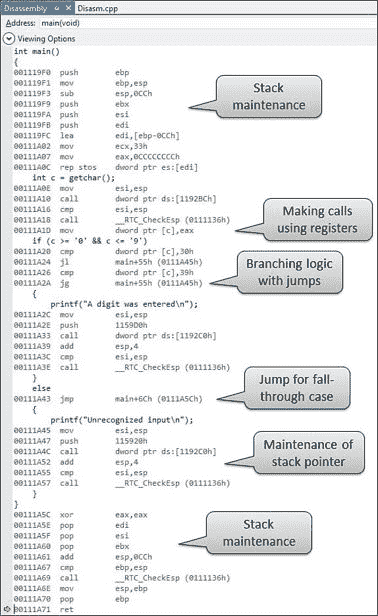 Disassembly Disasm.cpp
Address: main(void)
Viewing Options
int main()
{
001119F0 push ebp
001119F1 mov ebp,esp
001119F3 sub esp,0CCh
001119F9 push ebx
001119FA push esi
001119FB push edi
001119FC lea edi,[ebp-0CCh]
00111A02 mov ecx,33h
00111A07 mov eax,0CCCCCCCCh
00111A0C rep stos dword ptr es:[edi]
int c = getchar();
00111A0E mov esi,esp
00111A10 call dword ptr ds:[1192BCh]
00111A16 cmp esi,esp
00111A18 call __RTC_CheckEsp (0111136h)
00111A1D mov dword ptr [c],eax
if (c >= '0' && c <= '9')
00111A20 cmp dword ptr [c],30h
00111A24 jl main+55h (0111A45h)
00111A26 cmp dword ptr [c],39h
00111A2A jg main+55h (0111A45h)
{
printf("A digit was entered\n");
00111A2C mov esi,esp
00111A2E push 1159D0h
00111A33 call dword ptr ds:[1192C0h]
00111A39 add esp,4
00111A3C cmp esi,esp
00111A3E call __RTC_CheckEsp (0111136h)
}
else
00111A43 jmp main+6Ch (0111A5Ch)
{
printf("Unrecognized input\n");
00111A45 mov esi,esp
00111A47 push 115920h
00111A4C call dword ptr ds:[1192C0h]
00111A52 add esp,4
00111A55 cmp esi,esp
00111A57 call __RTC_CheckEsp (0111136h)
}
}
00111A5C xor eax,eax
00111A5E pop edi
00111A5F pop esi
00111A60 pop ebx
00111A61 add esp,0CCh
00111A67 cmp ebp,esp
00111A69 call __RTC_CheckEsp (0111136h)
00111A6E mov esp,ebp
00111A70 pop ebp
00111A71 ret
Stack
maintenance
Making calls
using registers
Branching logic
with jumps
Jump for fall-
through case
Maintenance of
stack pointer
Stack
maintenance